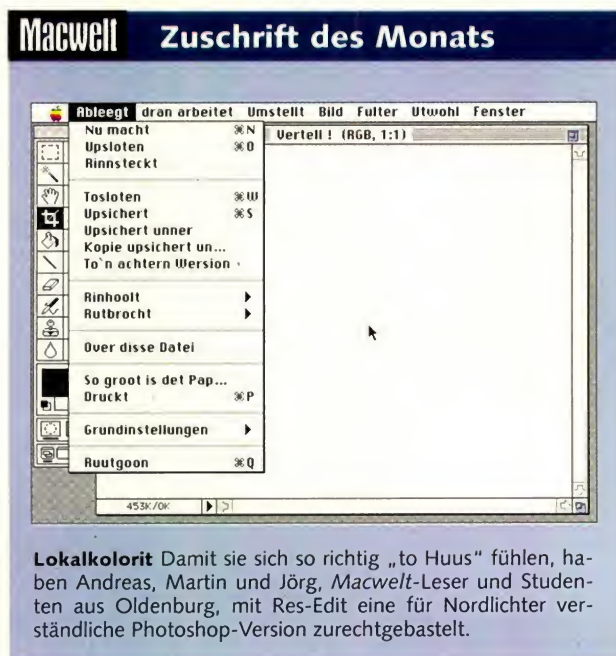 Macwelt Zuschrift des Monats
Ableegt dran arbeitet Umstellt Bild Fulter Utwohl Fenster
Vertell ! (RGB, 1:1)
Nu macht ⌘N
Upsloten ⌘O
Rinnsteckt
Tosloten ⌘W
Upsichert ⌘S
Upsichert unner
Kopie upsichert un...
To`n achtern Wersion
Rinhoolt
Rutbrocht
Over disse Datei
So groot is det Pap...
Druckt ⌘P
Grundinstellungen
Ruutgoon ⌘Q
453K/0K
Lokalkolorit Damit sie sich so richtig „to Huus" fühlen, ha-
ben Andreas, Martin und Jörg, Macwelt-Leser und Studen-
ten aus Oldenburg, mit Res-Edit eine für Nordlichter ver-
ständliche Photoshop-Version zurechtgebastelt.